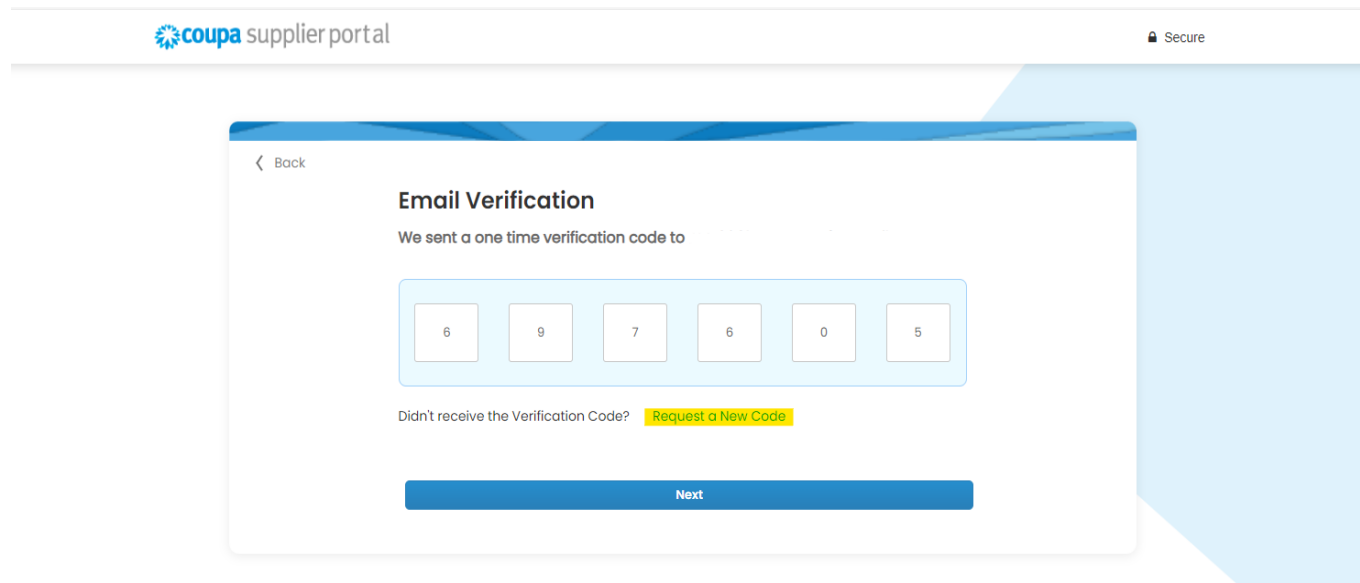 coupa supplier portal
Secure
Back
Email Verification
We sent a one time verification code to
6 9 7 6 0 5
Didn't receive the Verification Code? Request a New Code
Next